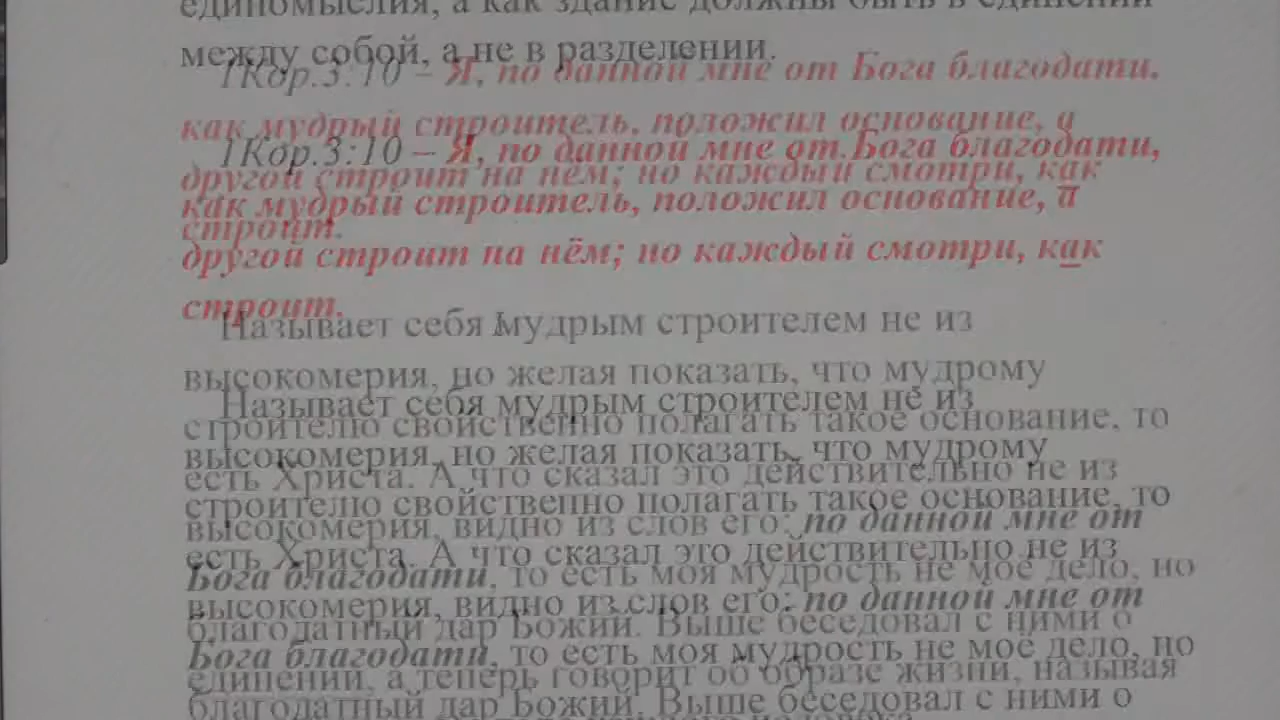 единомыслия, а как здание должны быть в единении
между собой, а не в разделении.
1Кор.3:10 – Я, по данной мне от Бога благодати,
как мудрый строитель, положил основание, а
1Кор.3:10 – Я, по данной мне от Бога благодати,
другой строит на нём; но каждый смотри, как
как мудрый строитель, положил основание, а
строит.
другой строит на нём; но каждый смотри, как
строит.
Называет себя мудрым строителем не из
высокомерия, но желая показать, что мудрому
Называет себя мудрым строителем не из
строителю свойственно полагать такое основание, то
высокомерия, но желая показать, что мудрому
есть Христа. А что сказал это действительно не из
строителю свойственно полагать такое основание, то
высокомерия, видно из слов его: по данной мне от
есть Христа. А что сказал это действительно не из
Бога благодати, то есть моя мудрость не моё дело, но
высокомерия, видно из слов его: по данной мне от
благодатный дар Божий. Выше беседовал с ними о
Бога благодати, то есть моя мудрость не моё дело, но
единении, а теперь говорит об образе жизни, называя
благодатный дар Божий. Выше беседовал с ними о